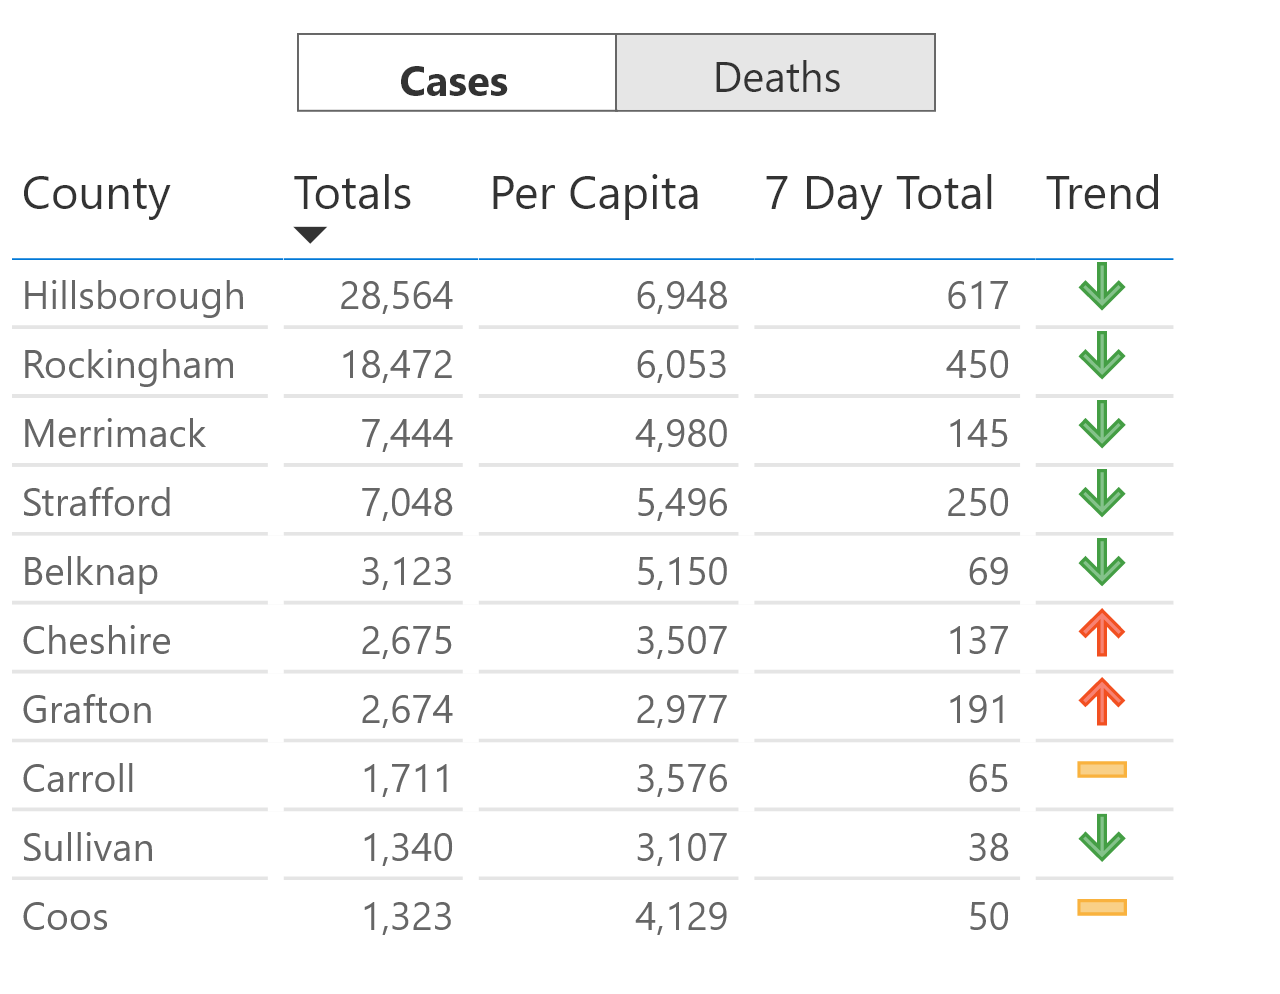 Cases Deaths
County Totals Per Capita 7 Day Total Trend
Hillsborough 28,564 6,948 617
Rockingham 18,472 6,053 450
Merrimack 7,444 4,980 145
Strafford 7,048 5,496 250
Belknap 3,123 5,150 69
Cheshire 2,675 3,507 137
Grafton 2,674 2,977 191
Carroll 1,711 3,576 65
Sullivan 1,340 3,107 38
Coos 1,323 4,129 50